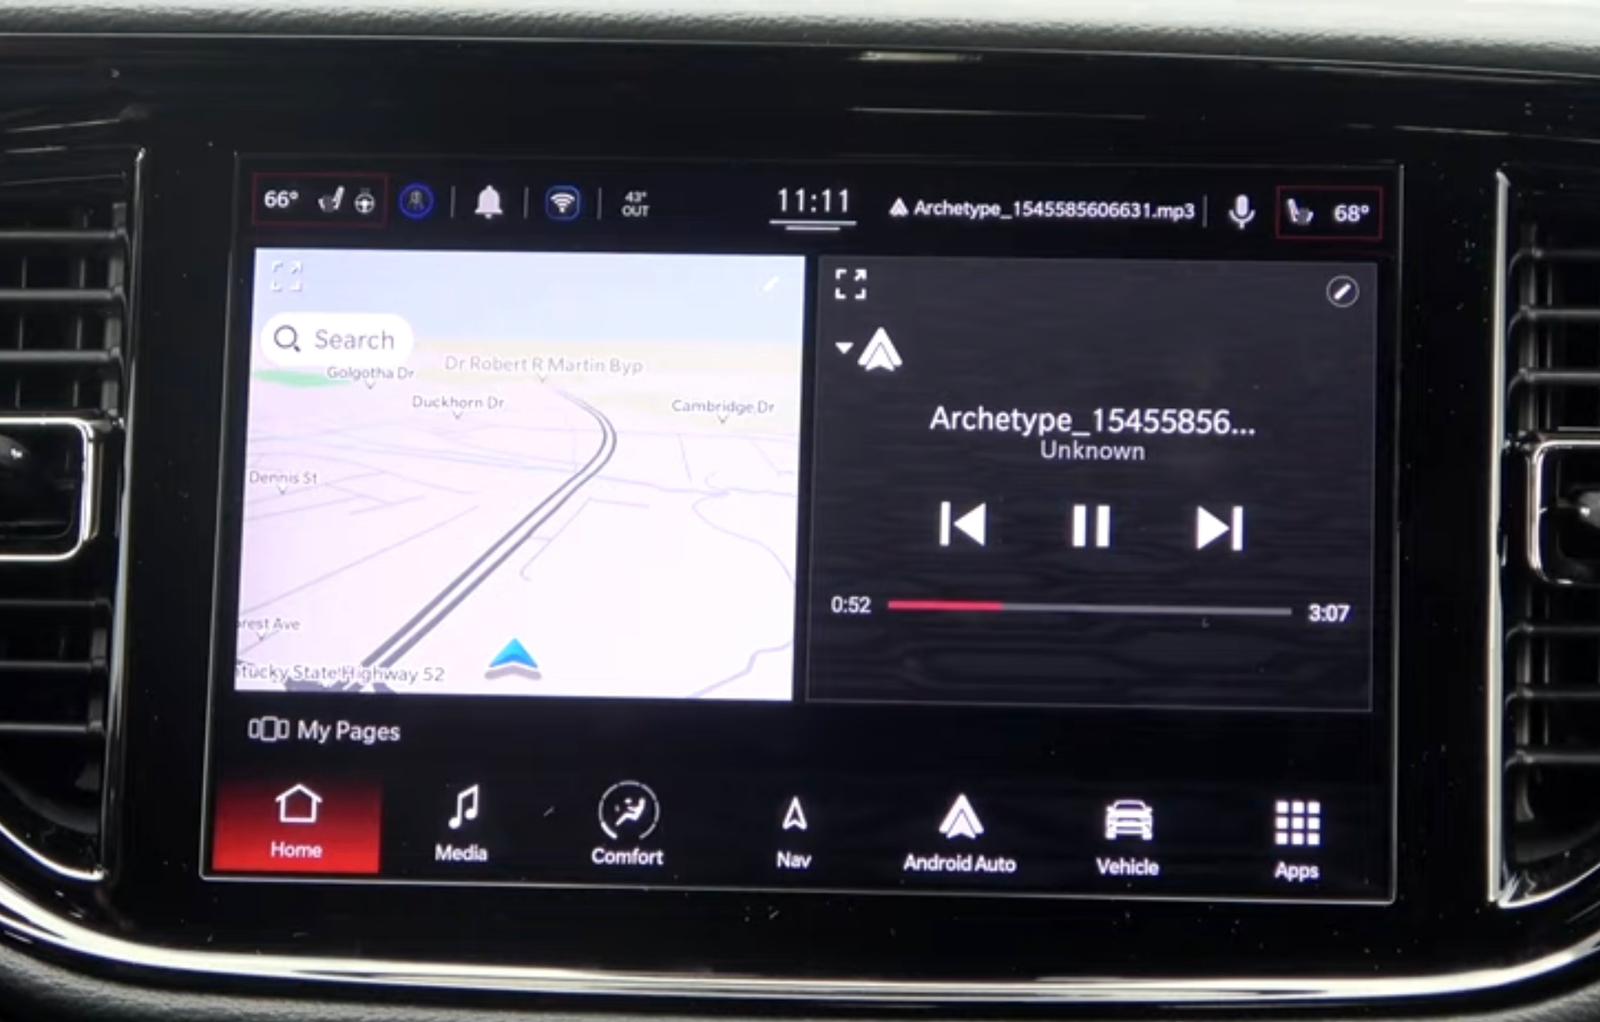 66°
43°
OUT
11:11
Archetype_1545585606631.mp3
68°
Search
Golgotha Dr
Dr Robert R Martin Byp
Duckhorn Dr
Cambridge Dr
Dennis St
rest Ave
tucky State Highway 52
Archetype_15455856...
Unknown
0:52
3:07
My Pages
Home
Media
Comfort
Nav
Android Auto
Vehicle
Apps